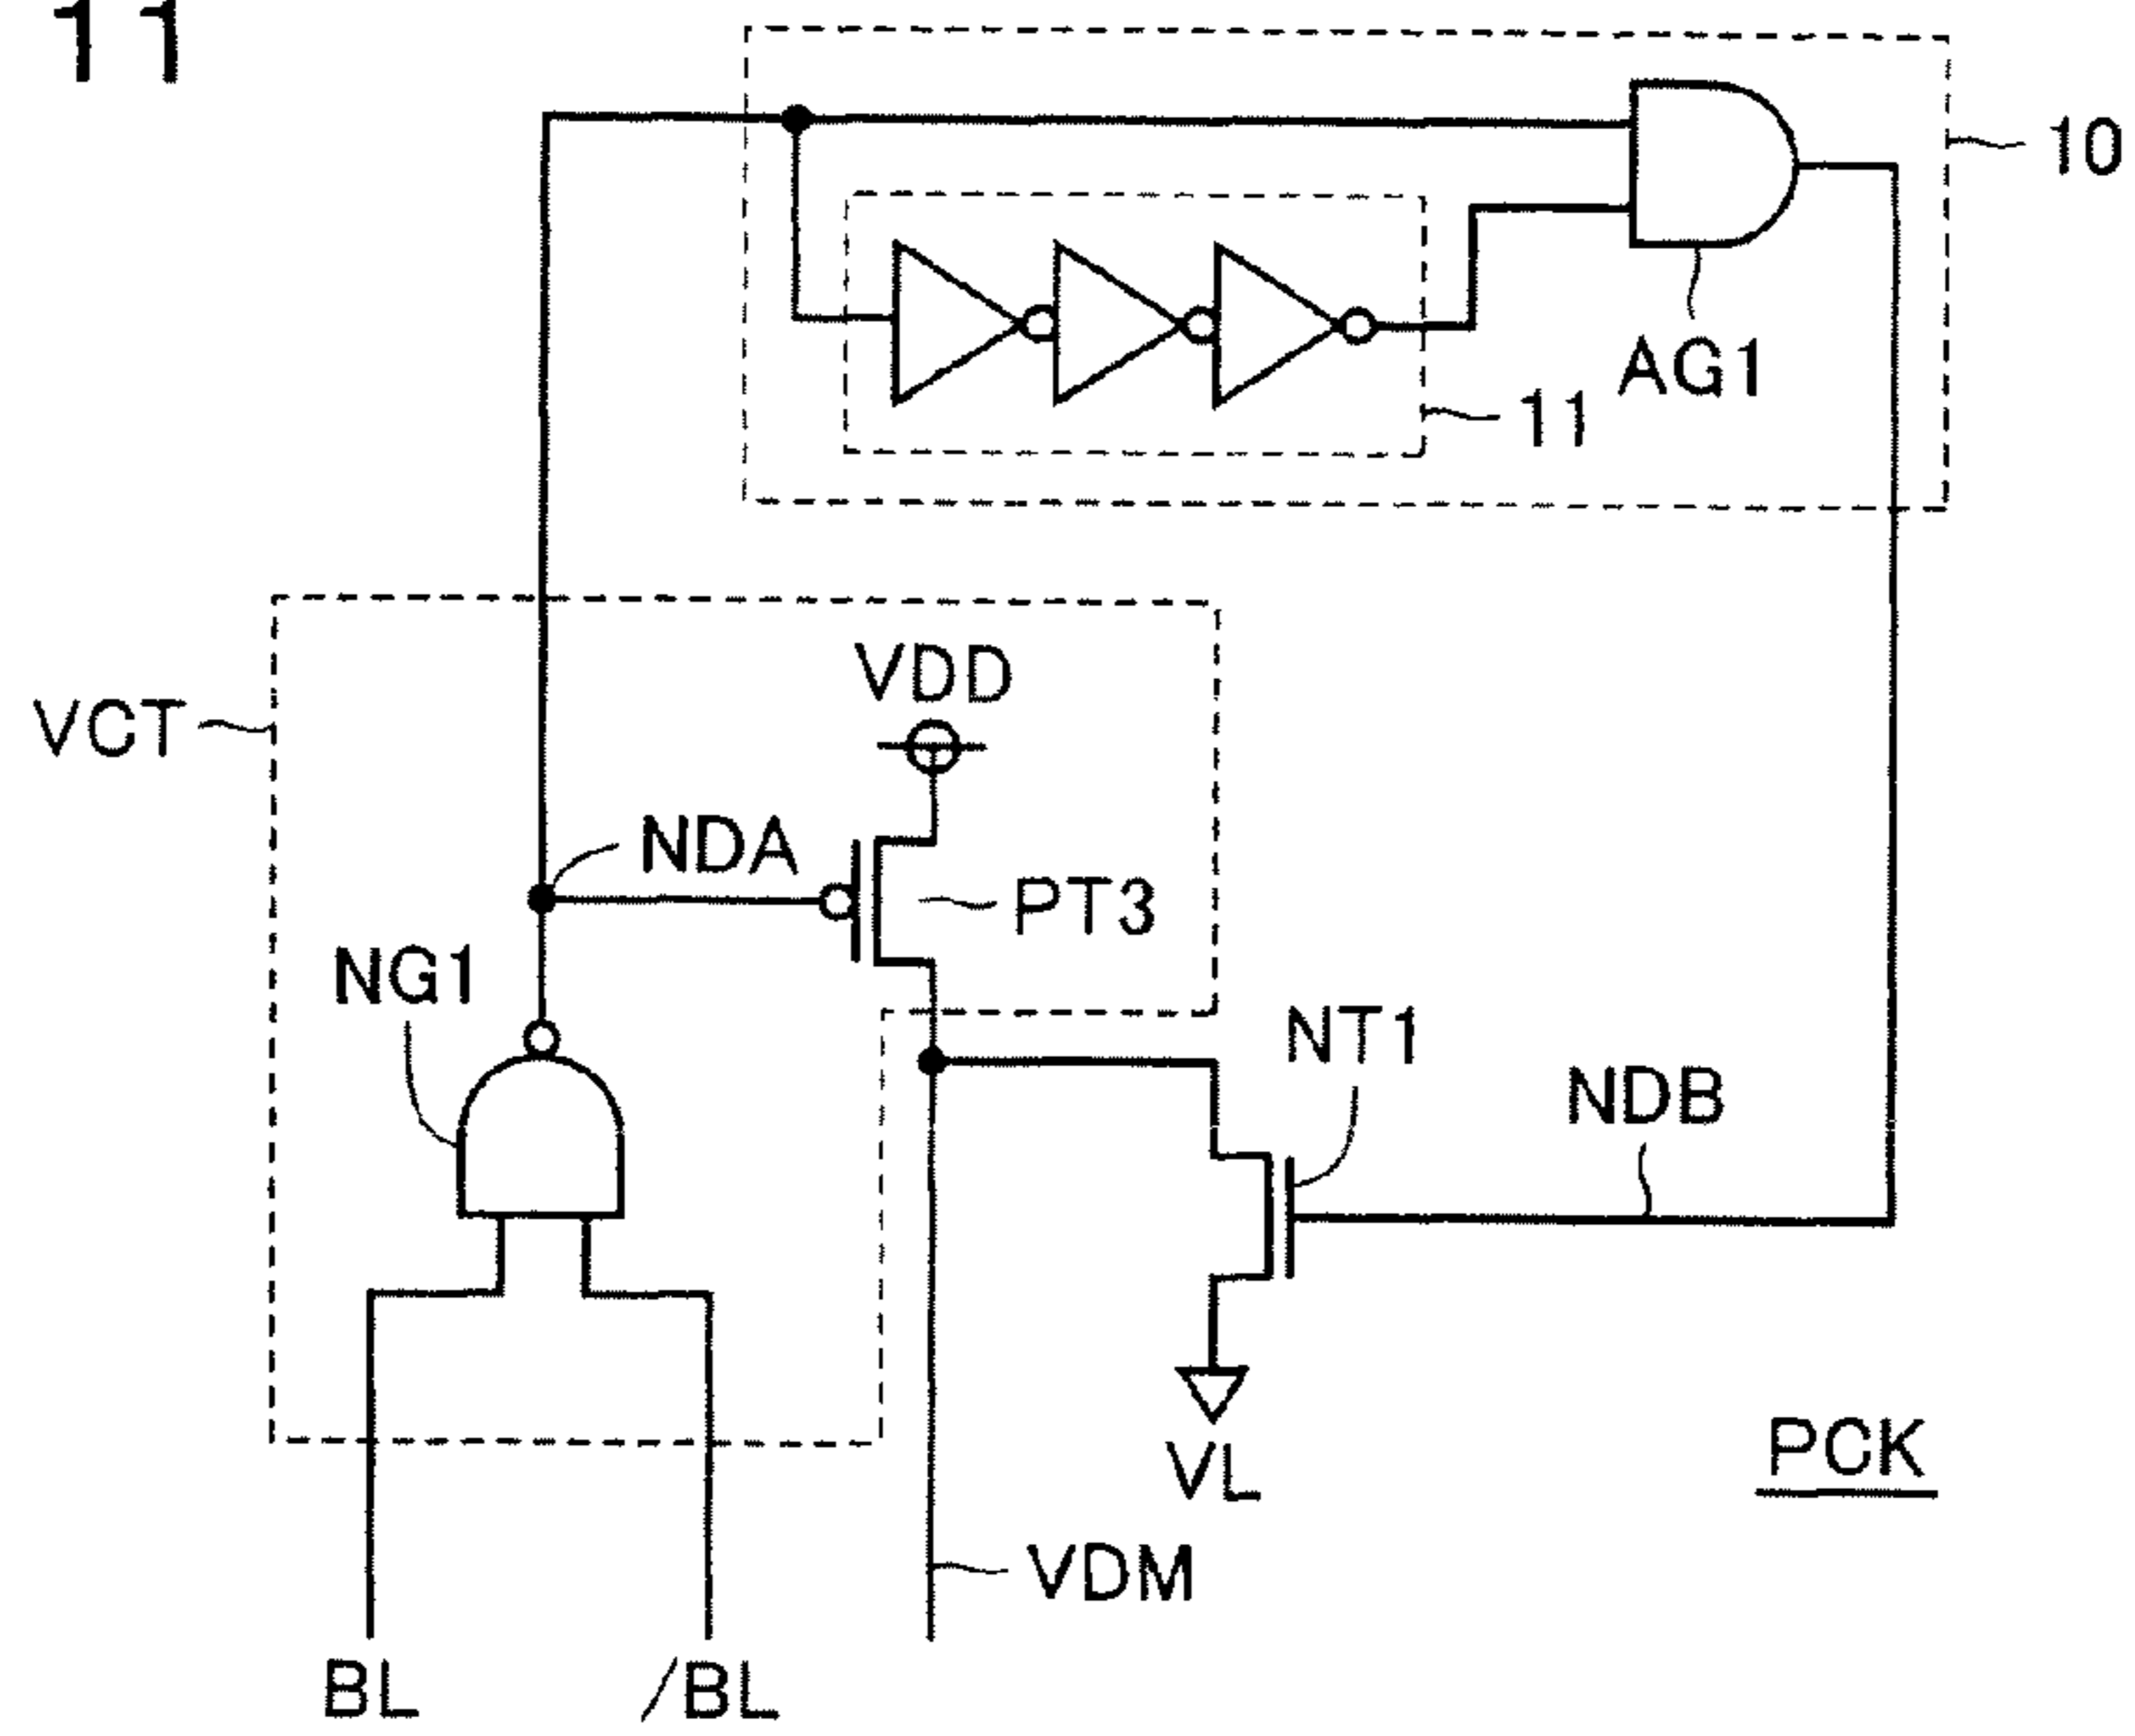 11
10
AG1
11
VDD
VCT
NDA
PT3
NG1
NT1
NDB
VL
PCK
VDM
BL
/BL